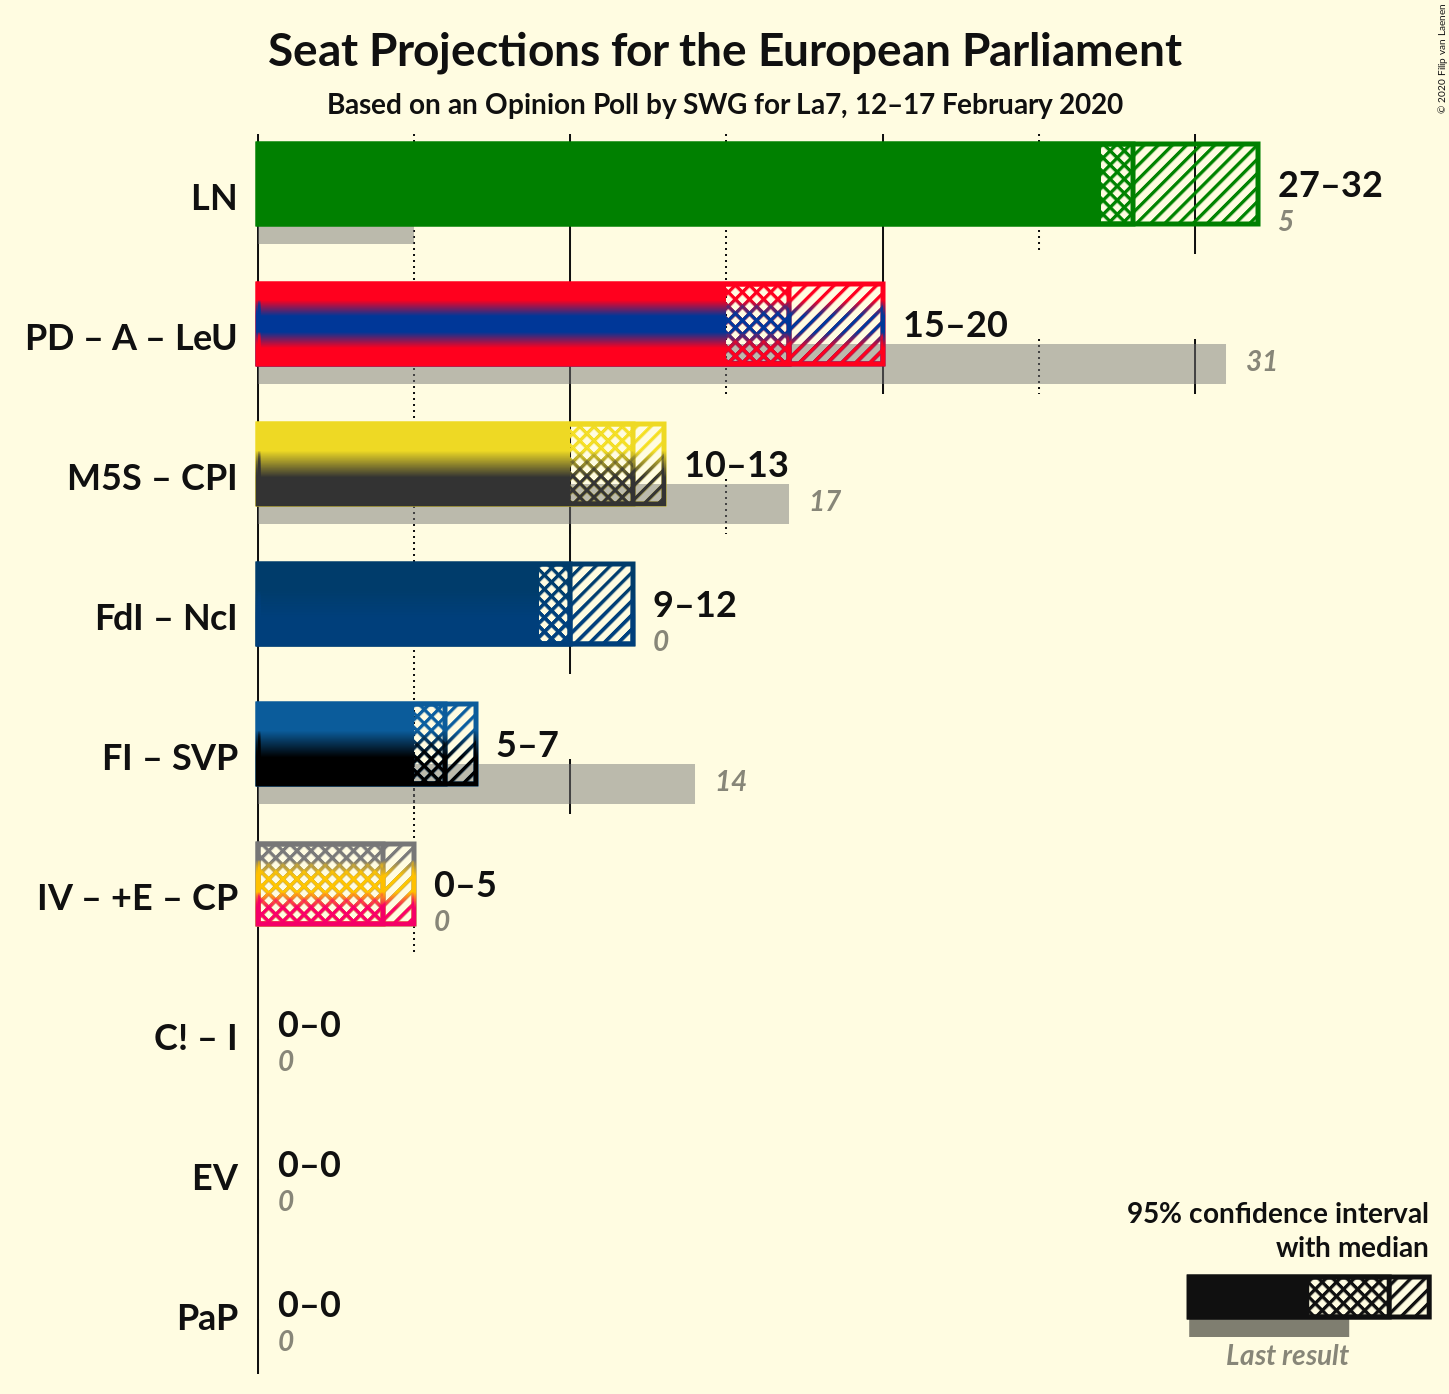 Seat Projections for the European Parliament
Based on an Opinion Poll by SWG for La7, 12–17 February 2020
© 2020 Filip van Laenen
LN
27–32
5
PD – A – LeU
15–20
31
M5S – CPI
10–13
17
FdI – NcI
9–12
0
FI – SVP
5–7
14
IV – +E – CP
0–5
0
C! – I
0–0
0
EV
0–0
0
PaP
0–0
0
95% confidence interval
with median
Last result